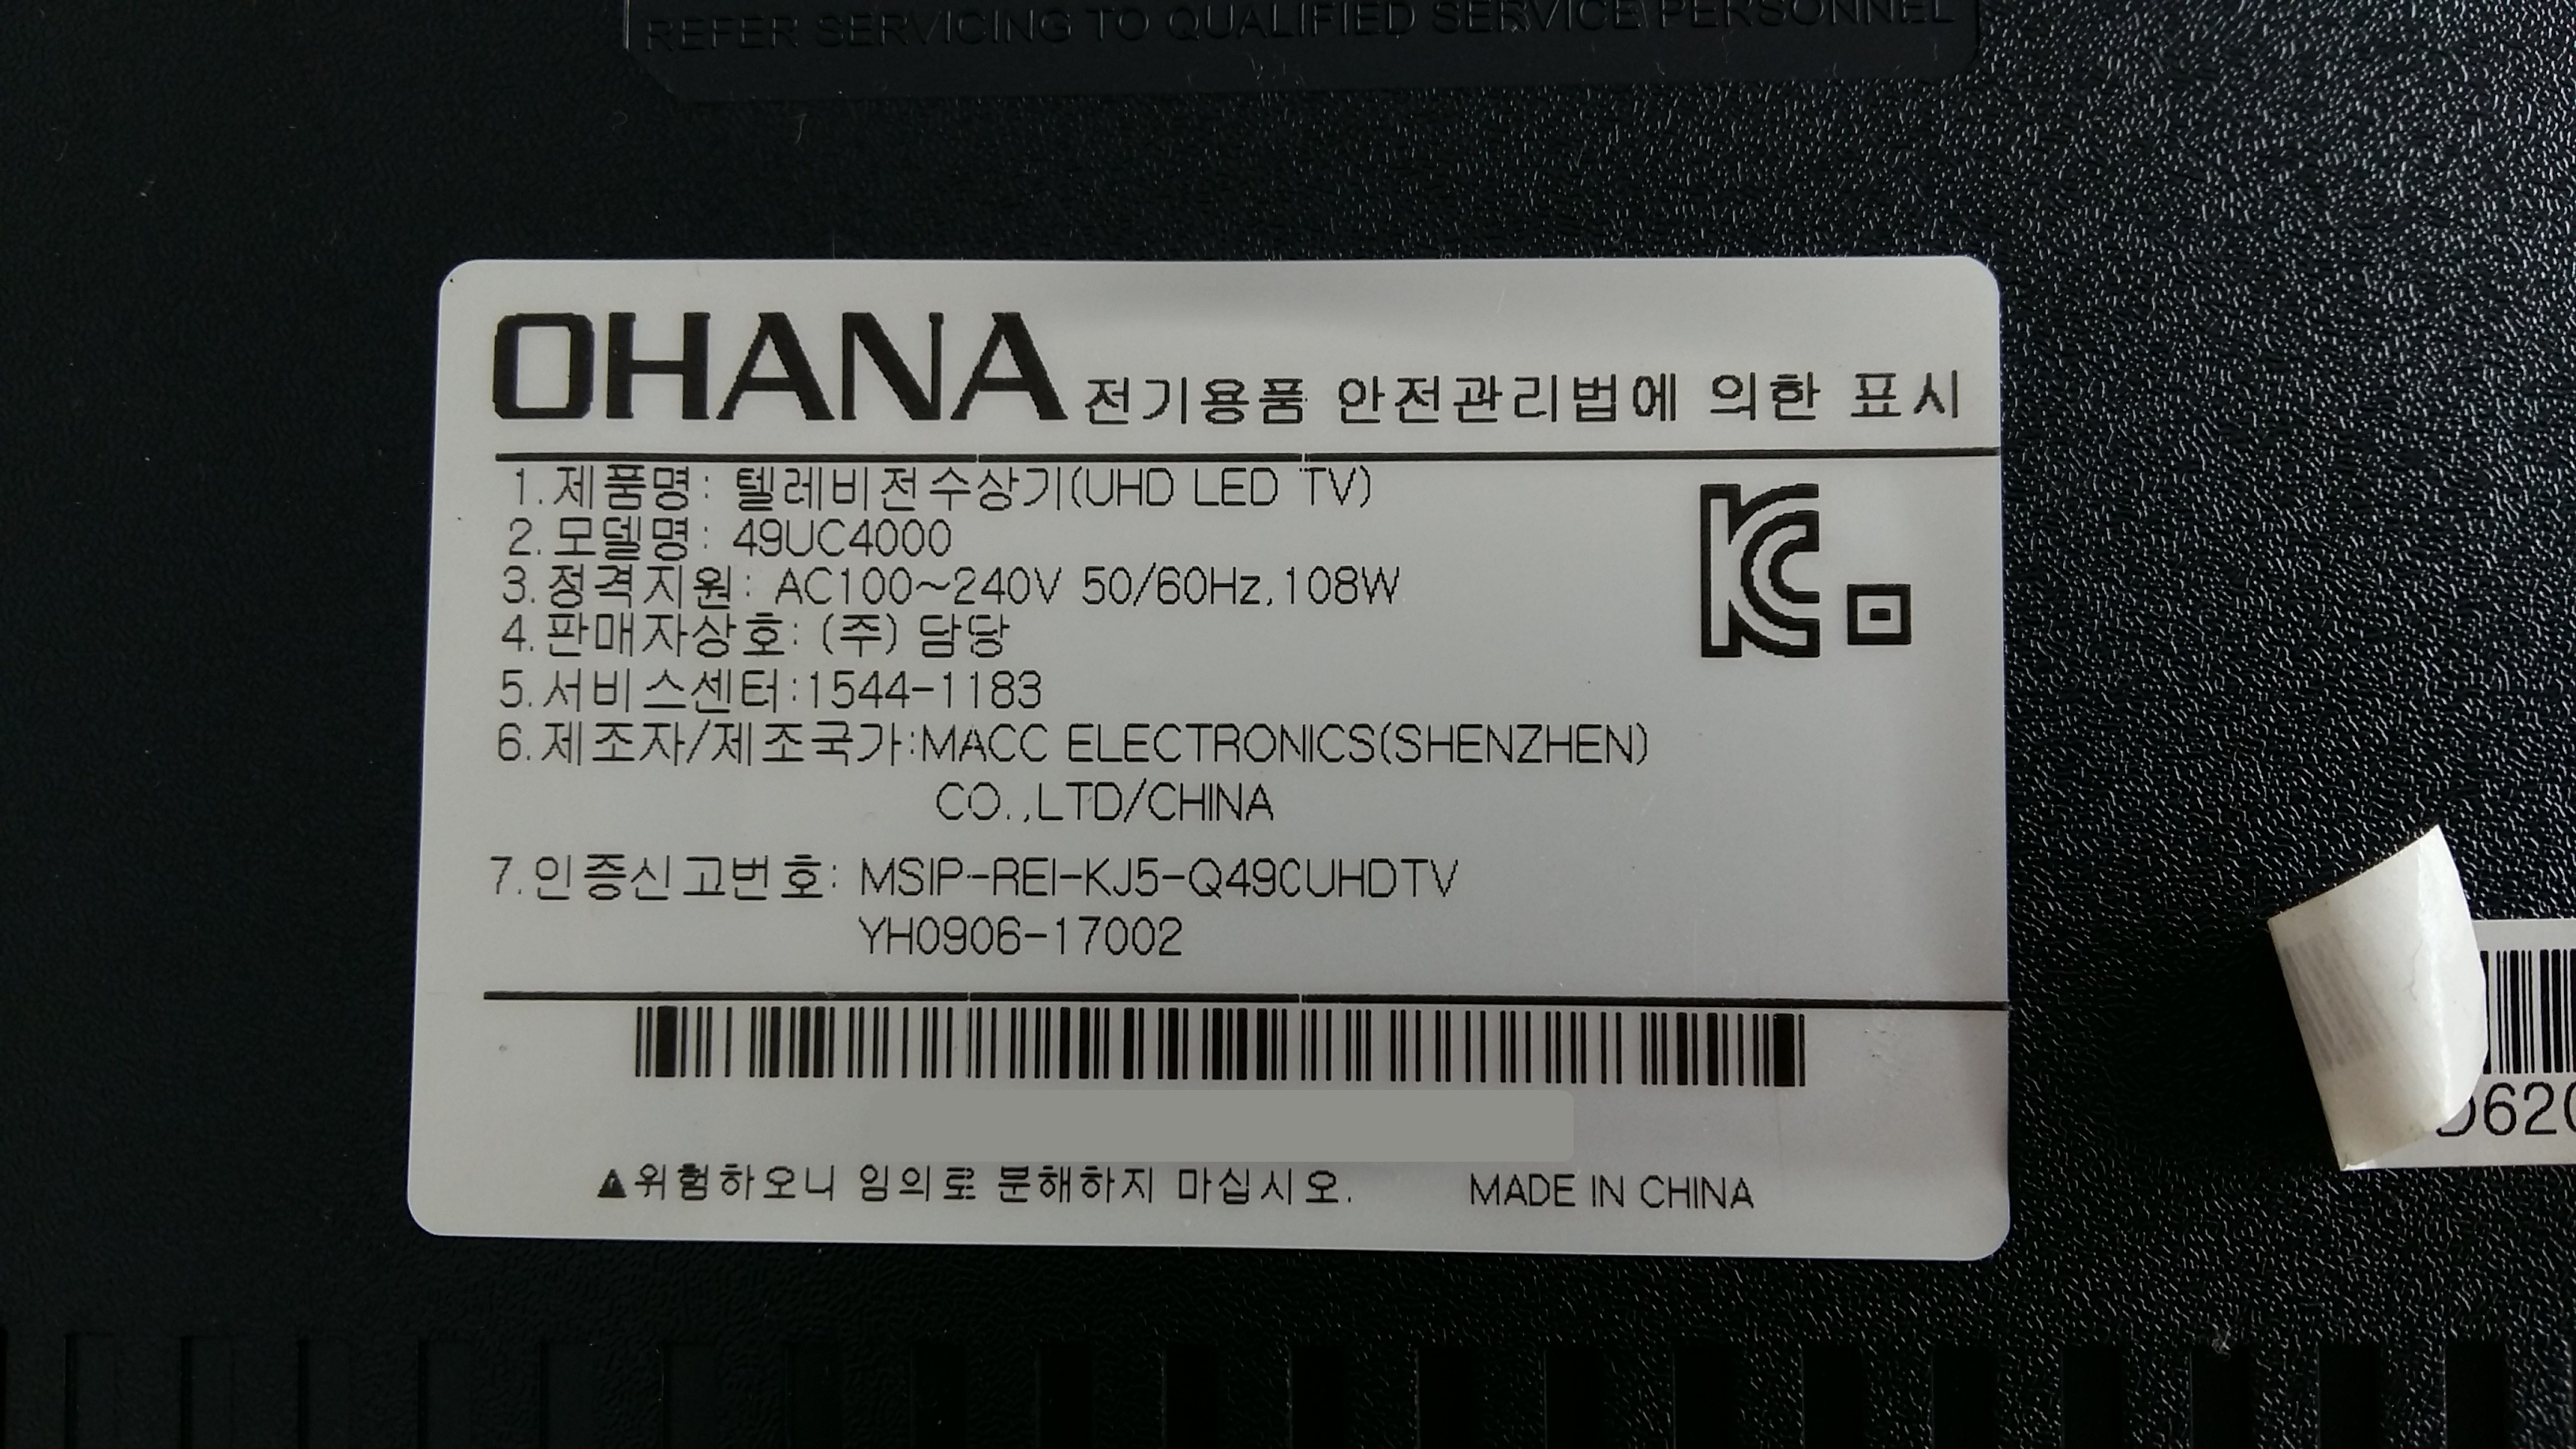 REFER SERVICING TO QUALIFIED SERVICE PERSONNEL
OHANA 전기용품 안전관리법에 의한 표시
1.제품명: 텔레비전수상기(UHD LED TV)
2.모델명: 49UC4000
3.정격지원: AC100~240V 50/60Hz,108W
4.판매자상호: (주) 담당
5.서비스센터:1544-1183
6.제조자/제조국가:MACC ELECTRONICS(SHENZHEN)
CO.,LTD/CHINA
7.인증신고번호: MSIP-REI-KJ5-Q49CUHDTV
YH0906-17002
▲위험하오니 임의로 분해하지 마십시오. MADE IN CHINA